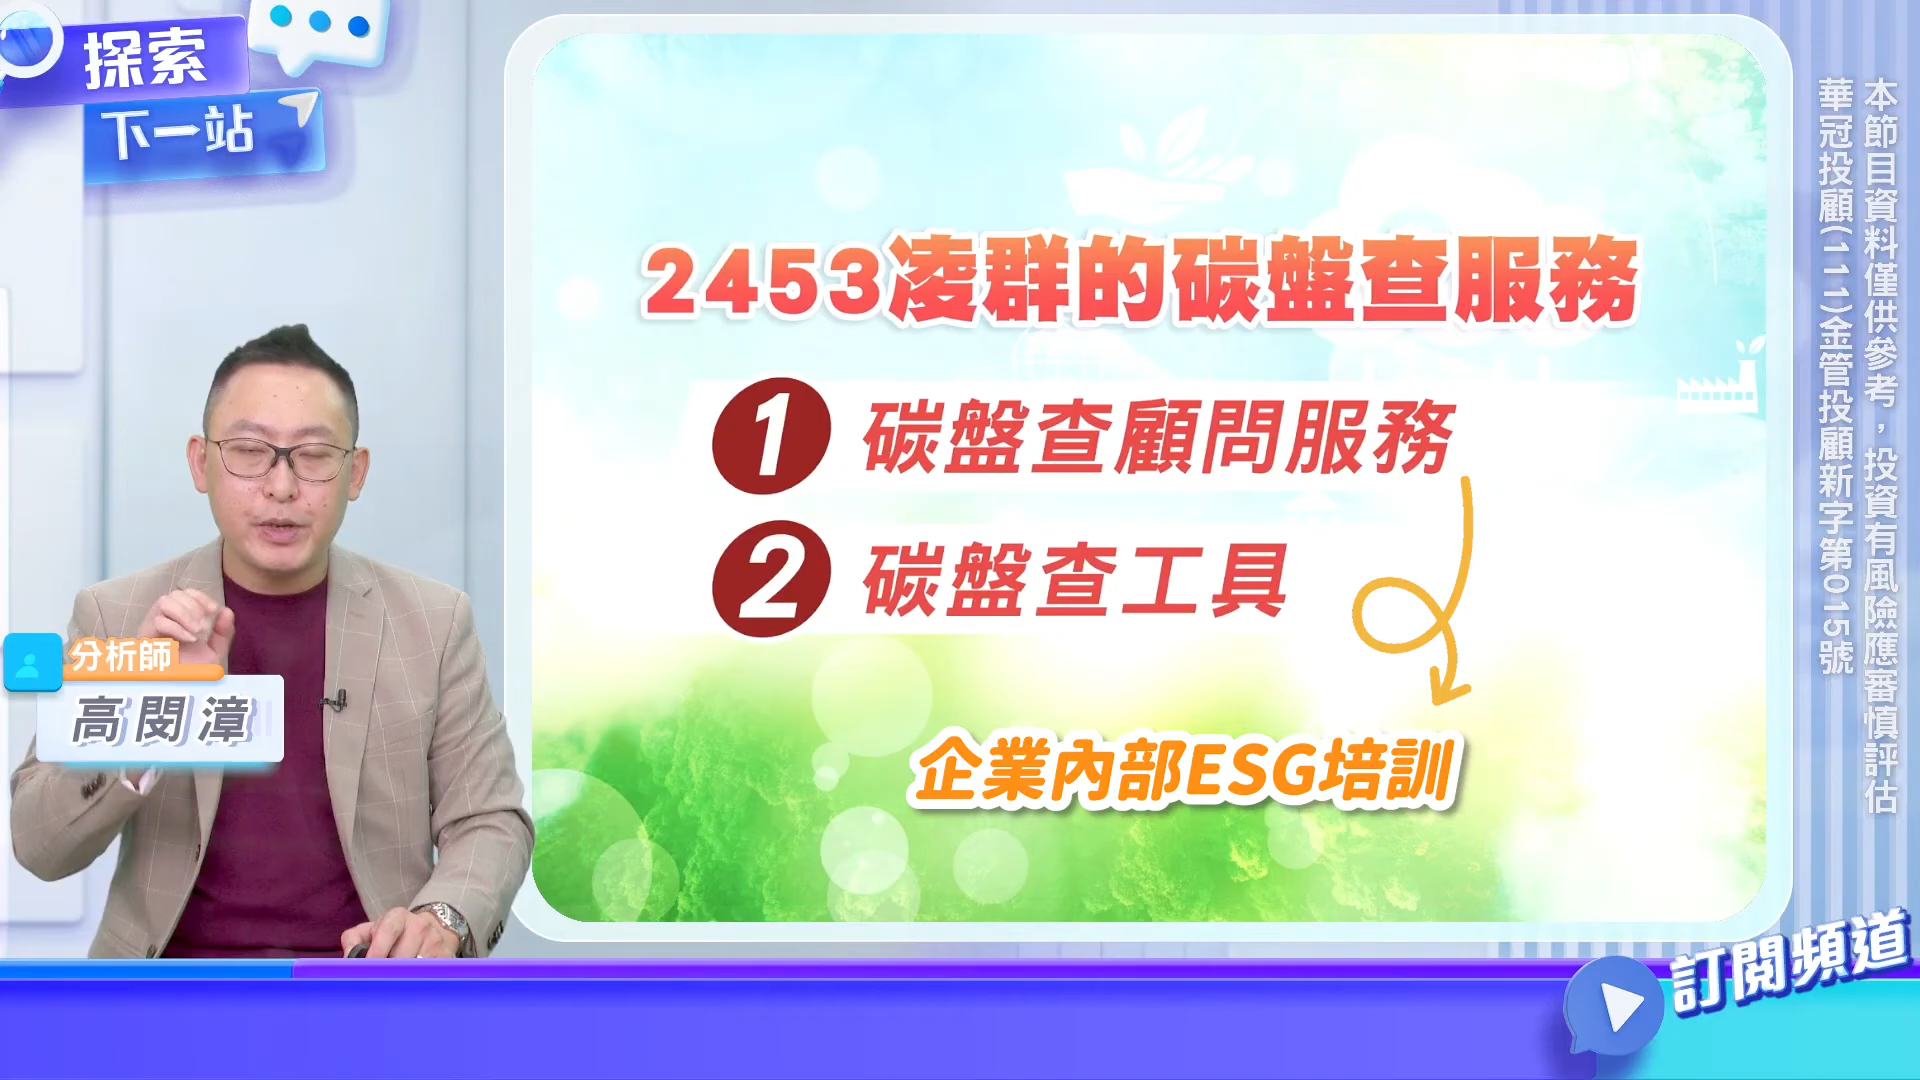 探索
下一站
2453凌群的碳盤查服務
1 碳盤查顧問服務
2 碳盤查工具
企業內部ESG培訓
分析師
高閔漳
本節目資料僅供參考，投資有風險應審慎評估
華冠投顧(111)金管投顧新字第015號
訂閱頻道